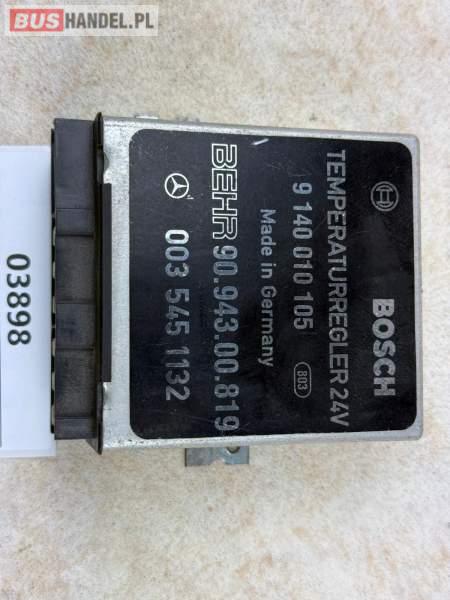 BUSHANDEL.PL
BOSCH
TEMPERATURREGLER 24V
9 140 010 105
803
Made in Germany
BEHR 90.943.00.819
003 545 1132
03898